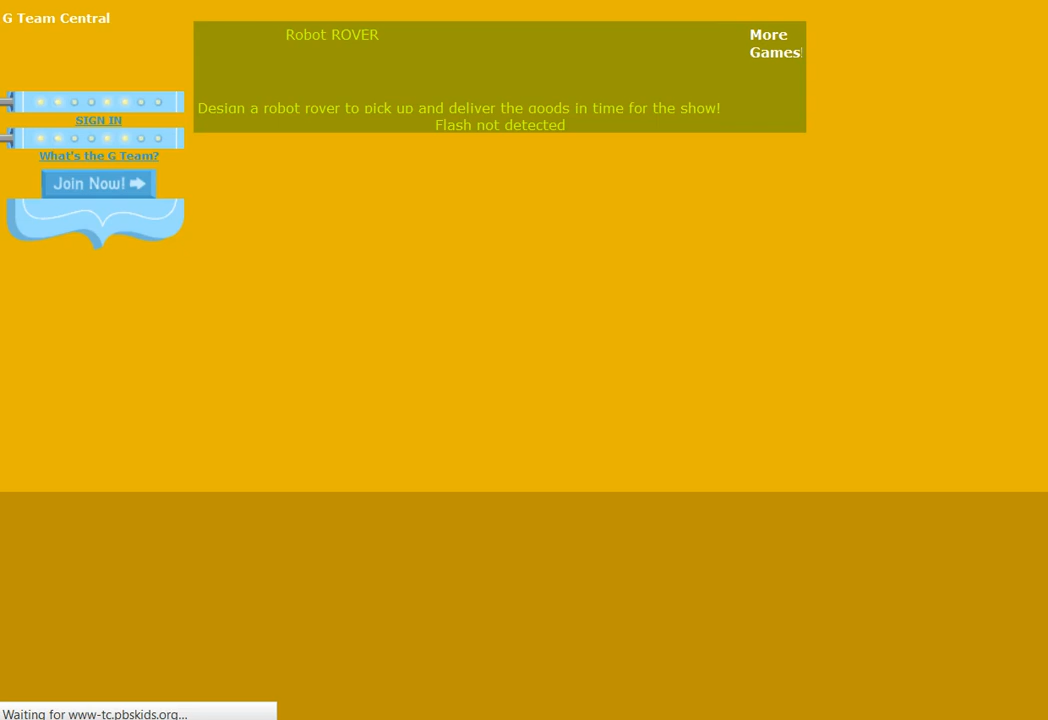 G Team Central
Robot ROVER
More
Games!
SIGN IN
Design a robot rover to pick up and deliver the goods in time for the show!
Flash not detected
What's the G Team?
Join Now!
Waiting for www-tc.pbskids.org...